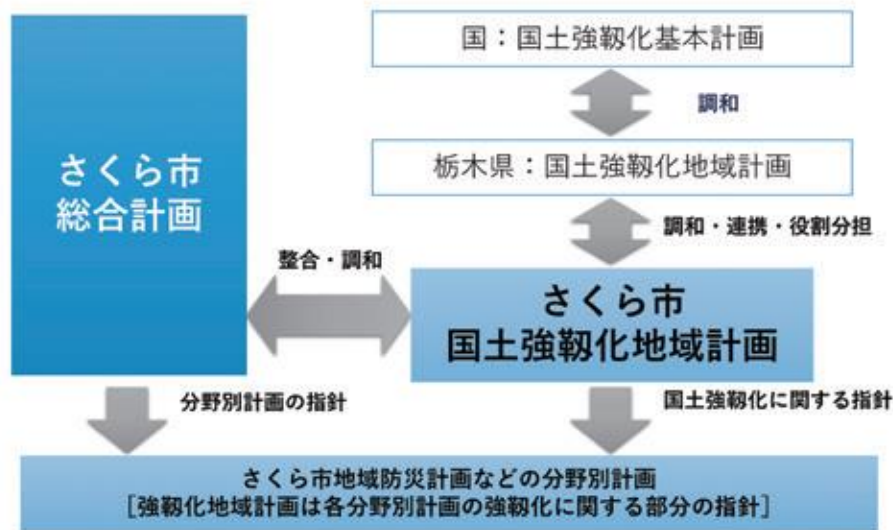 国：国土強靱化基本計画
調和
栃木県：国土強靱化地域計画
調和・連携・役割分担
さくら市
総合計画
整合・調和
さくら市
国土強靱化地域計画
分野別計画の指針
国土強靱化に関する指針
さくら市地域防災計画などの分野別計画
［強靱化地域計画は各分野別計画の強靱化に関する部分の指針］